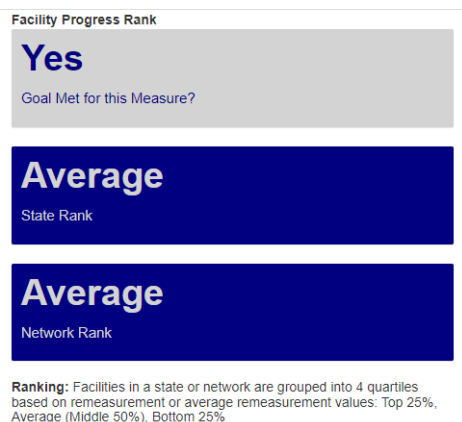 Facility Progress Rank
Yes
Goal Met for this Measure?
Average
State Rank
Average
Network Rank
Ranking: Facilities in a state or network are grouped into 4 quartiles
based on remeasurement or average remeasurement values: Top 25%,
Average (Middle 50%), Bottom 25%